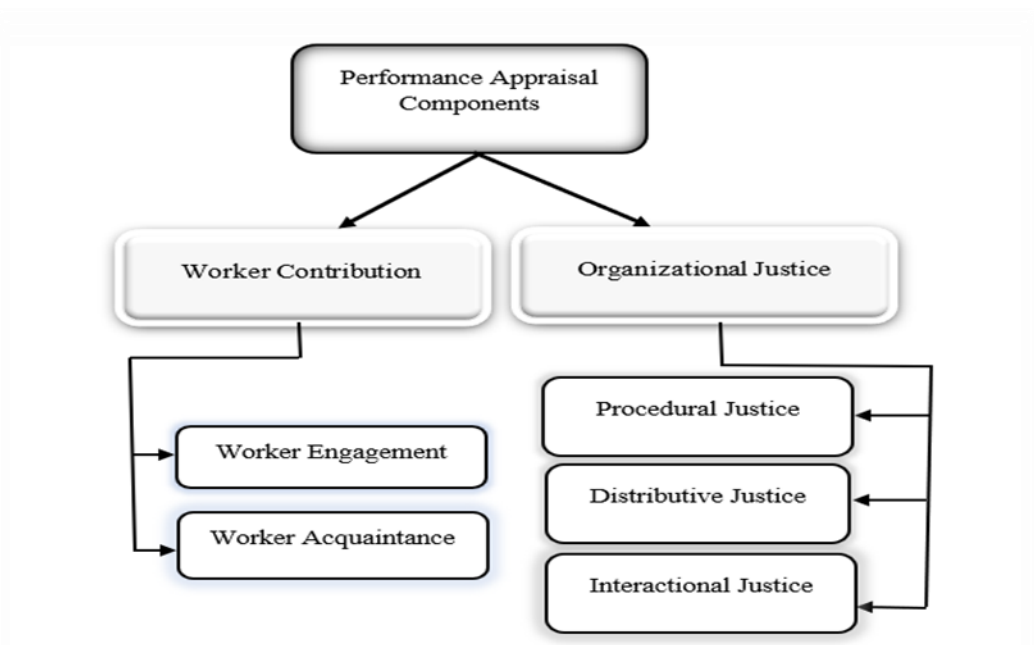 Performance Appraisal
Components
Worker Contribution
Organizational Justice
Worker Engagement
Worker Acquaintance
Procedural Justice
Distributive Justice
Interactional Justice